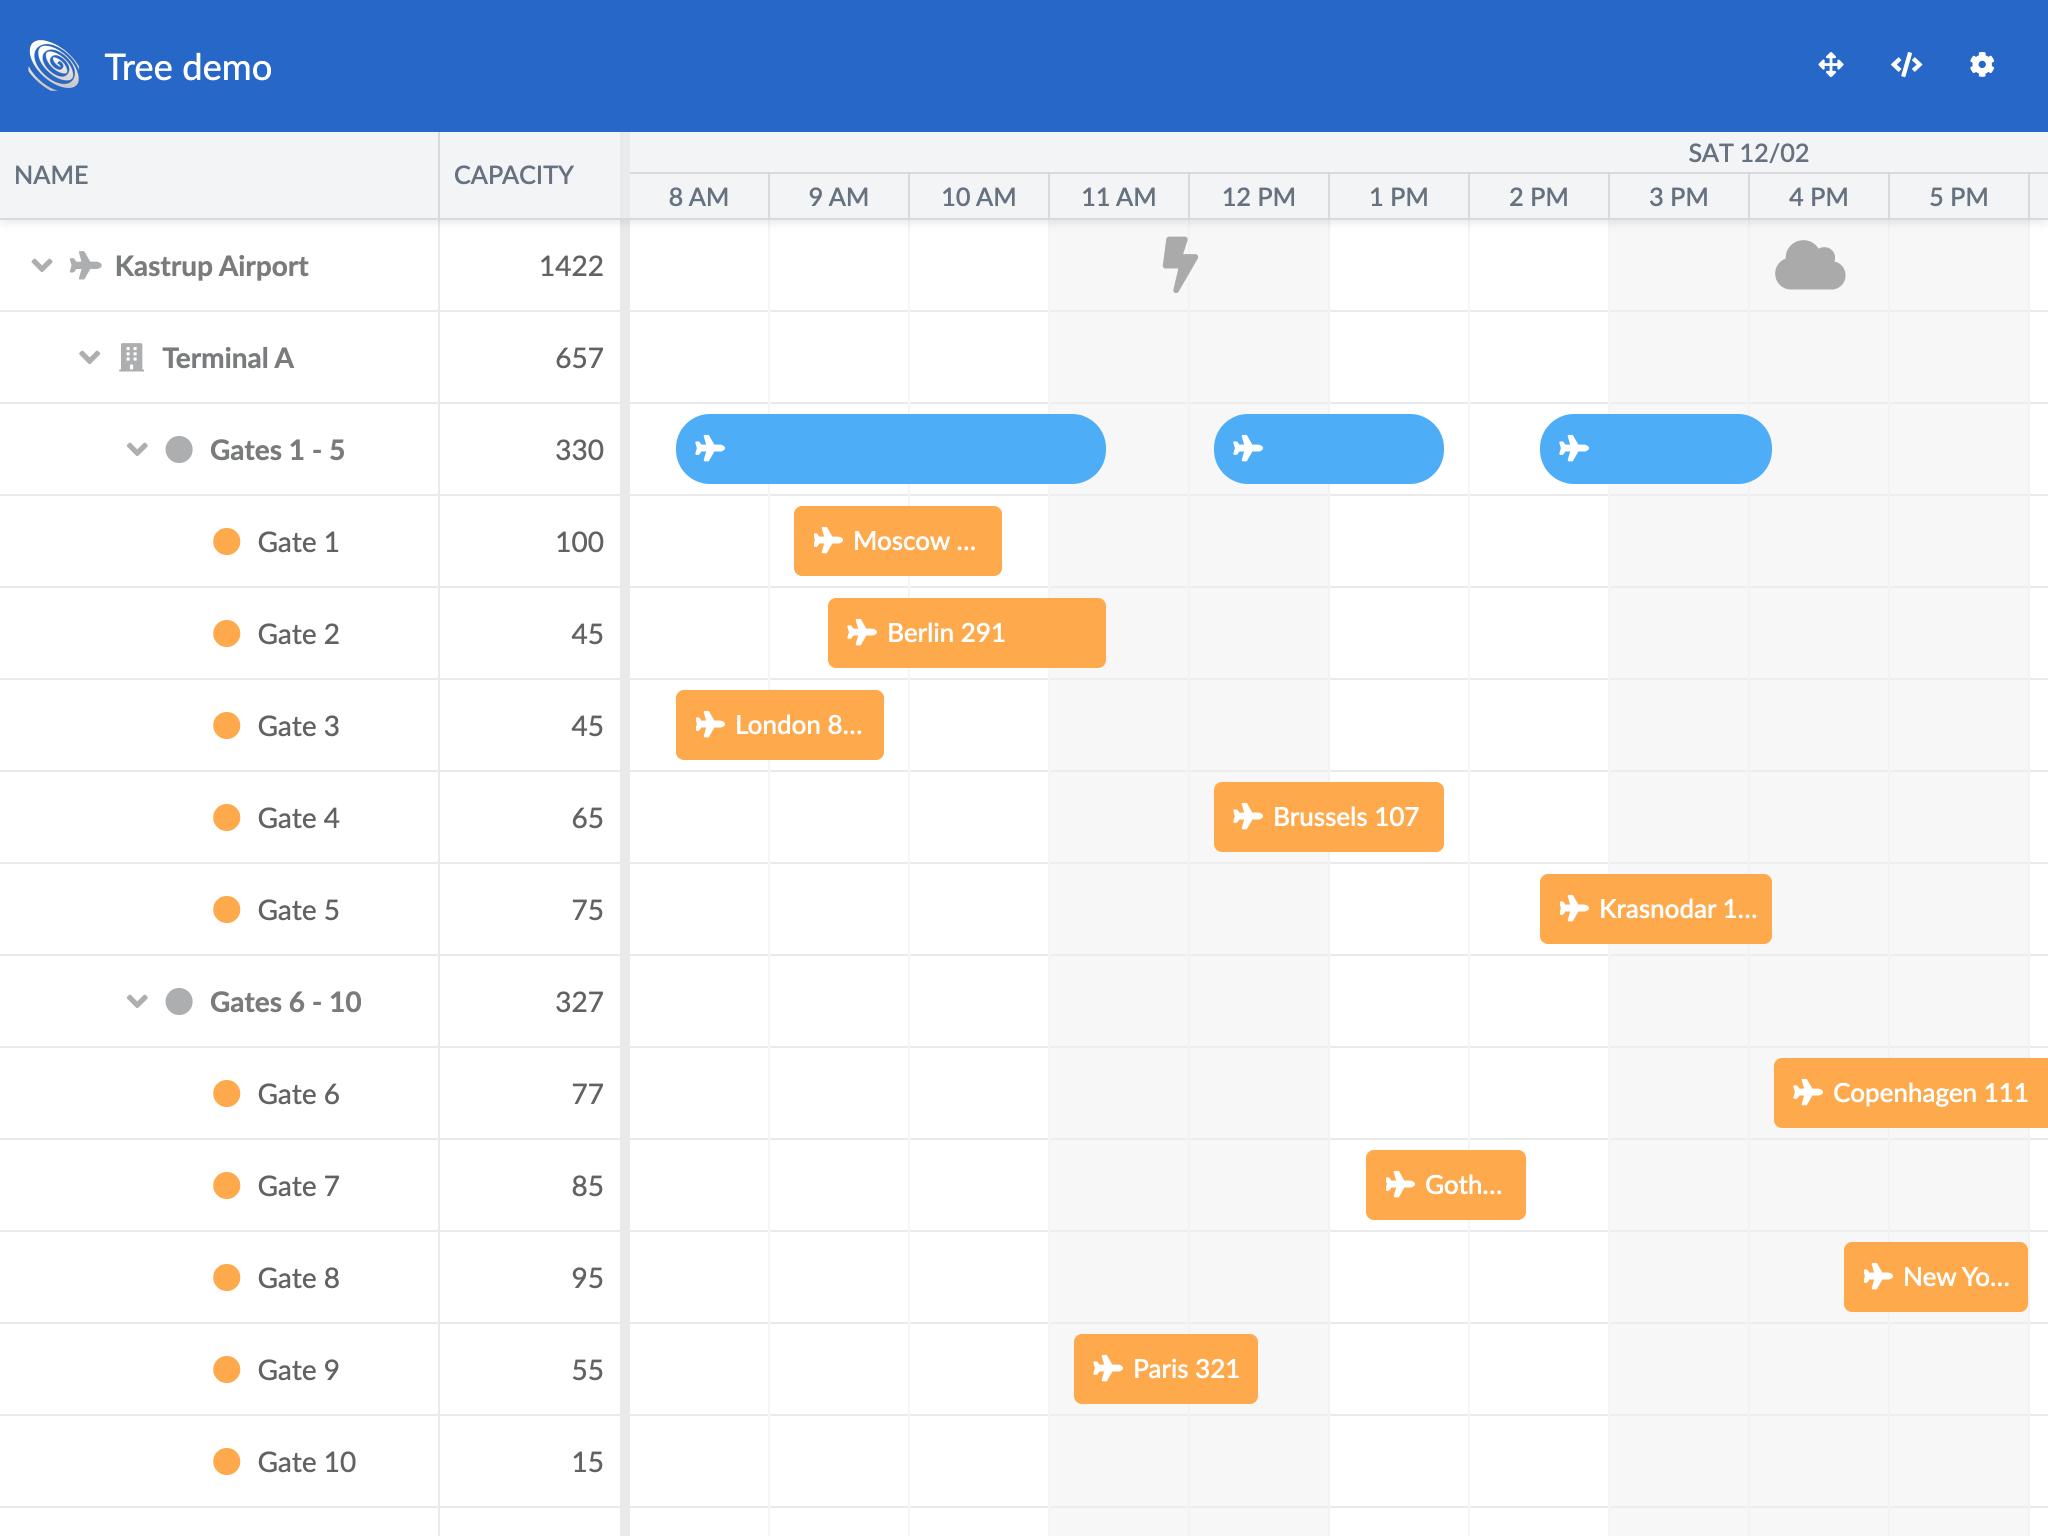 Tree demo
NAME
CAPACITY
SAT 12/02
8 AM
9 AM
10 AM
11 AM
12 PM
1 PM
2 PM
3 PM
4 PM
5 PM
Kastrup Airport 1422
Terminal A 657
Gates 1 - 5 330
Gate 1 100 Moscow ...
Gate 2 45 Berlin 291
Gate 3 45 London 8...
Gate 4 65 Brussels 107
Gate 5 75 Krasnodar 1...
Gates 6 - 10 327
Gate 6 77 Copenhagen 111
Gate 7 85 Goth...
Gate 8 95 New Yo...
Gate 9 55 Paris 321
Gate 10 15